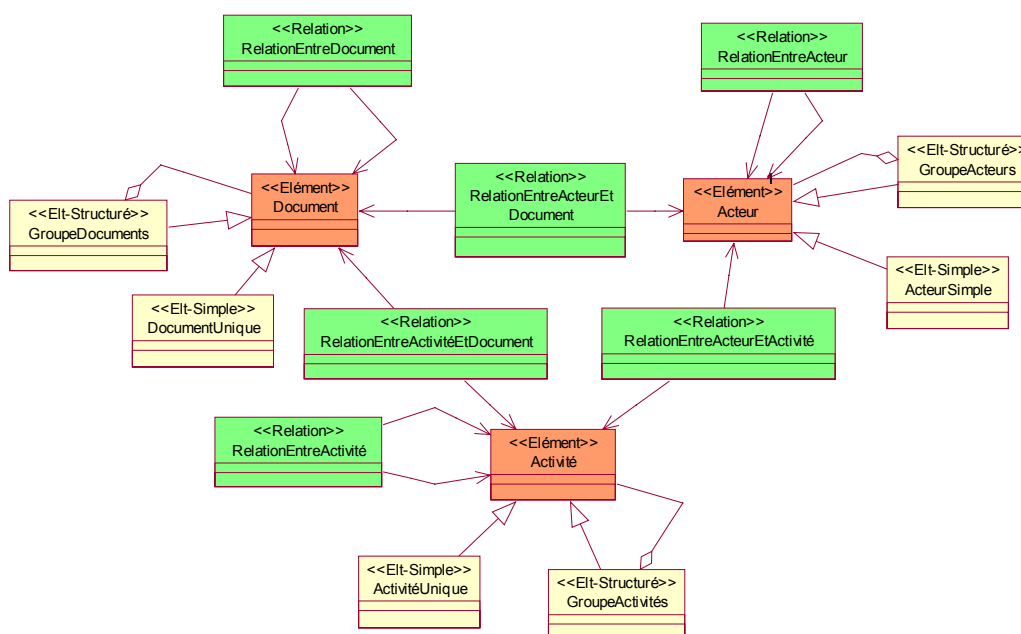 <<Relation>>
RelationEntreDocument
<<Relation>>
RelationEntreActeur
<<Elt-Structuré>>
GroupeActeurs
<<Elément>>
Document
<<Relation>>
RelationEntreActeurEt
Document
<<Elément>>
Acteur
<<Elt-Structuré>>
GroupeDocuments
<<Elt-Simple>>
ActeurSimple
<<Elt-Simple>>
DocumentUnique
<<Relation>>
RelationEntreActivitéEtDocument
<<Relation>>
RelationEntreActeurEtActivité
<<Relation>>
RelationEntreActivité
<<Elément>>
Activité
<<Elt-Simple>>
ActivitéUnique
<<Elt-Structuré>>
GroupeActivités